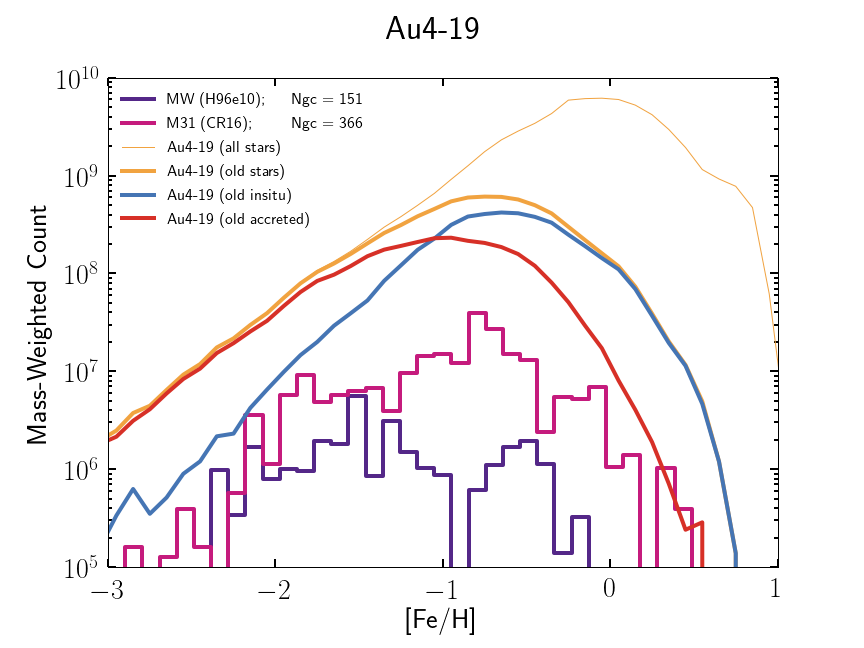 Au4-19
MW (H96e10); Ngc = 151
M31 (CR16); Ngc = 366
Au4-19 (all stars)
Au4-19 (old stars)
Au4-19 (old insitu)
Au4-19 (old accreted)
Mass-Weighted Count
10^10
10^9
10^8
10^7
10^6
10^5
−3 −2 −1 0 1
[Fe/H]